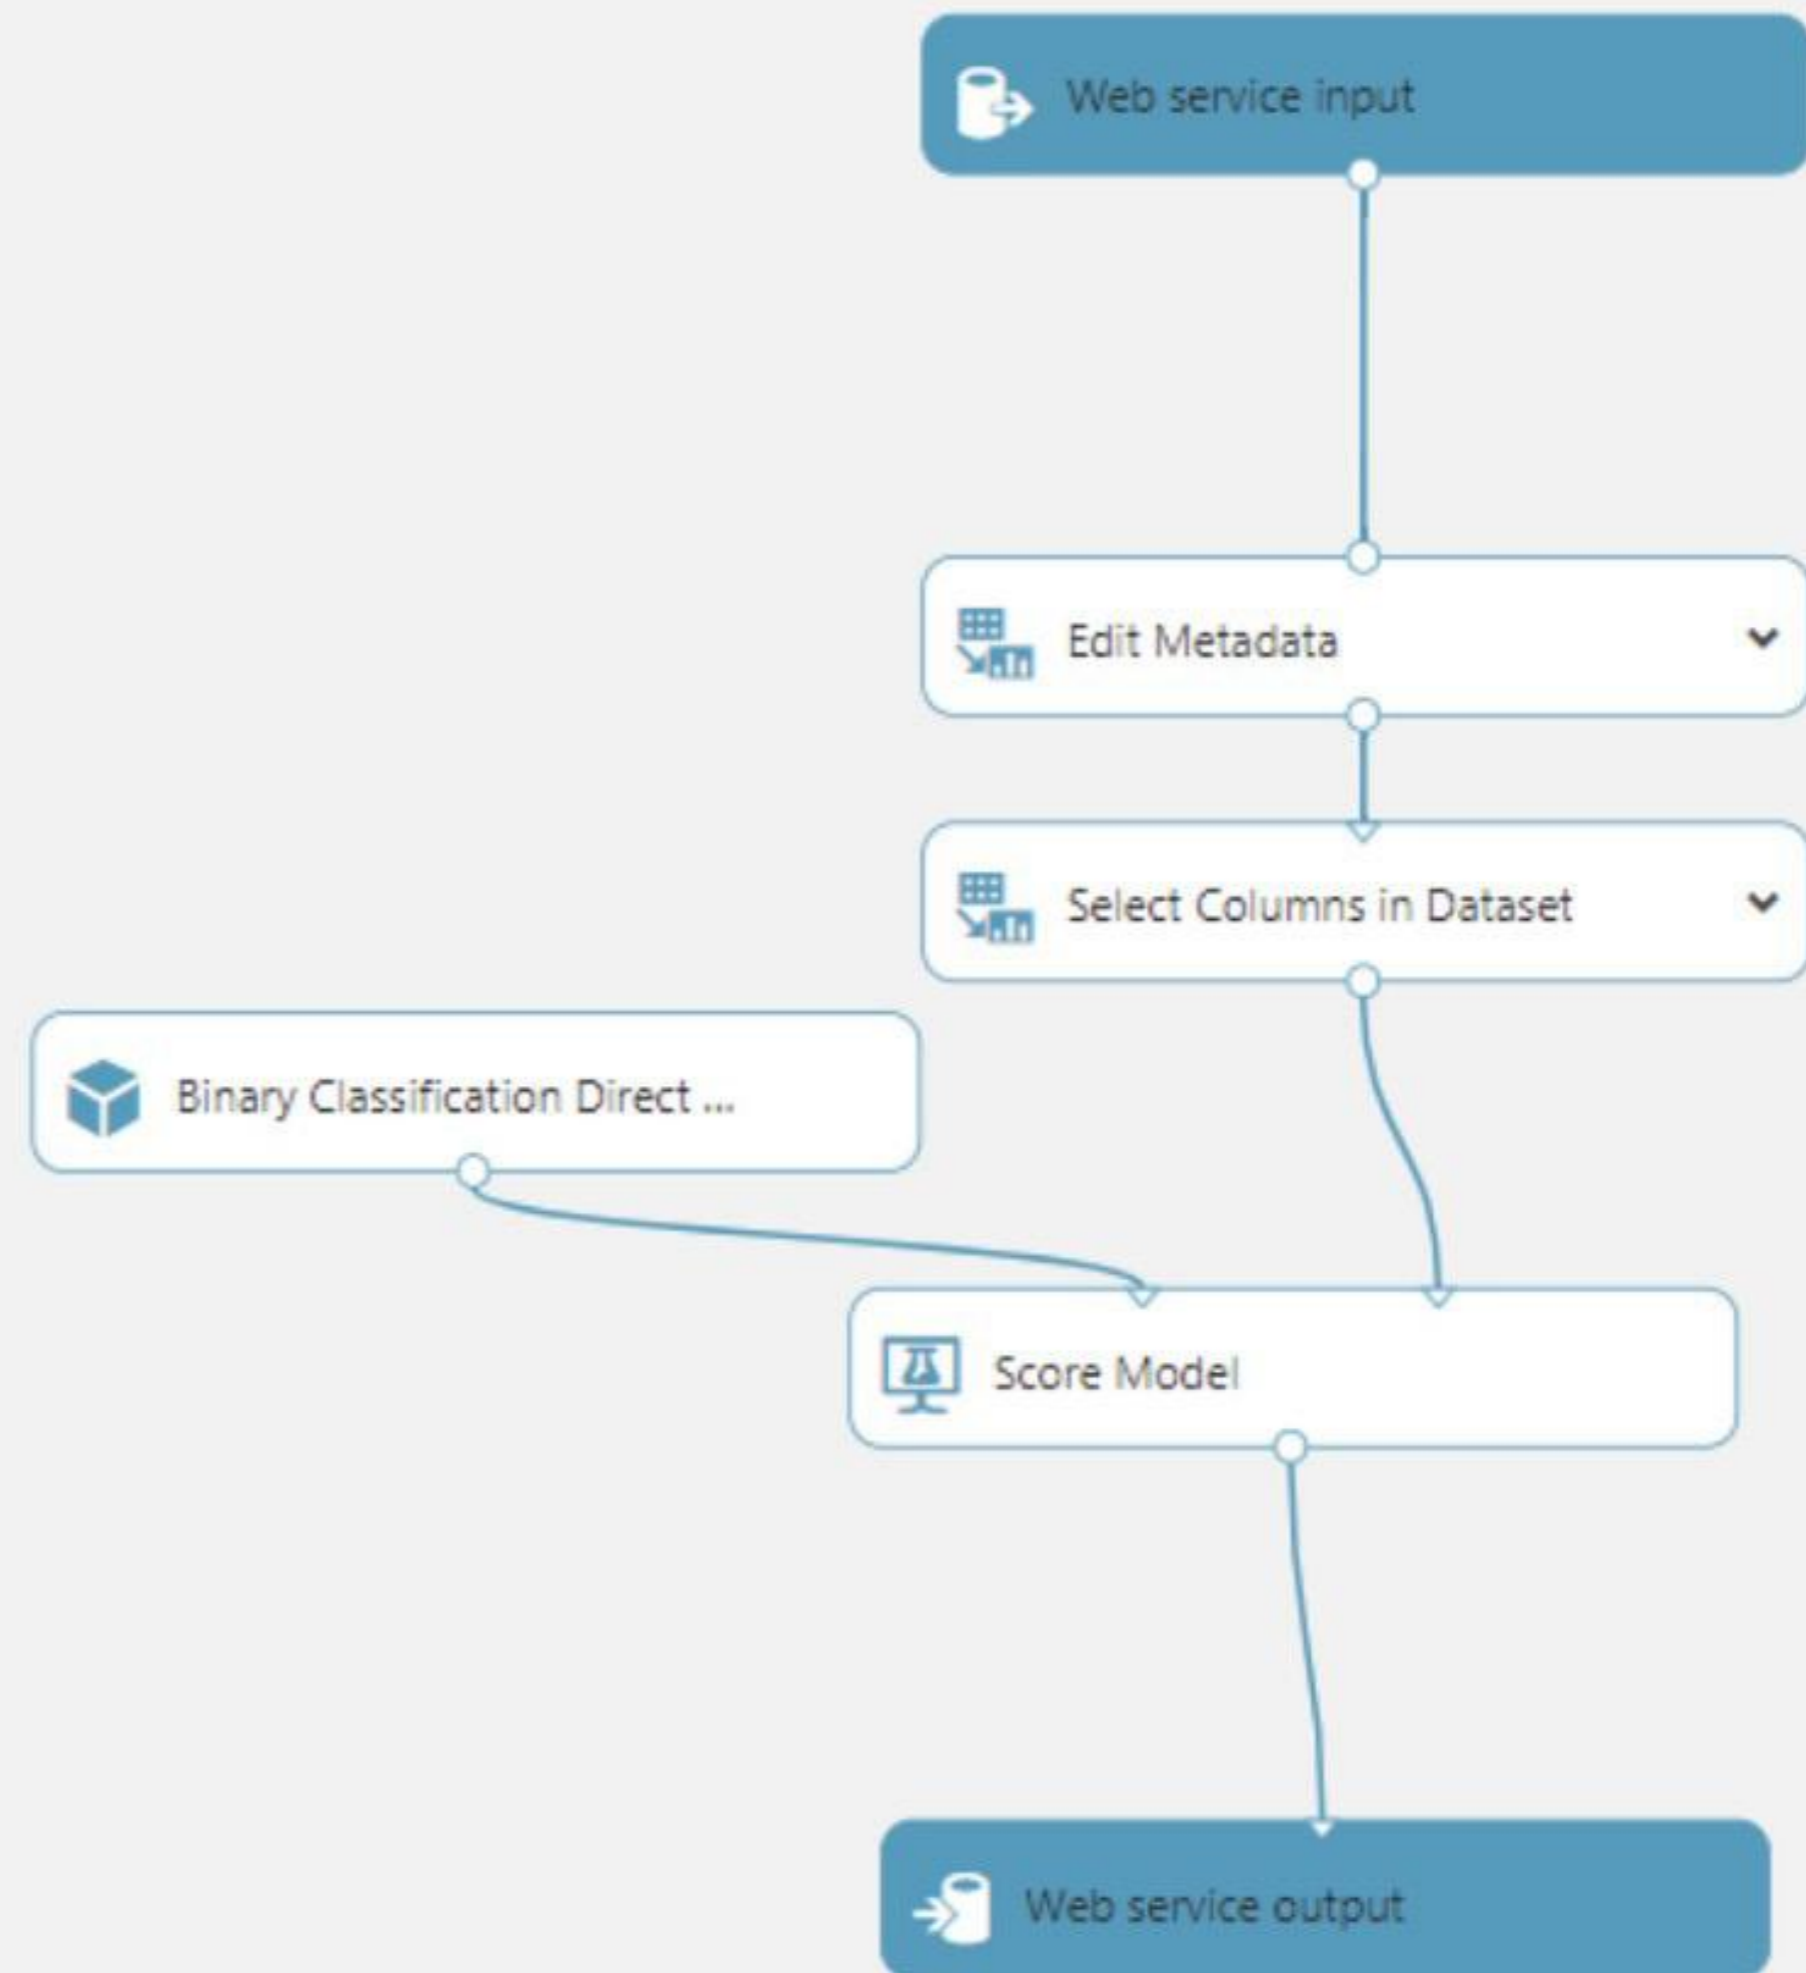 Web service input
Edit Metadata
Select Columns in Dataset
Binary Classification Direct ...
Score Model
Web service output